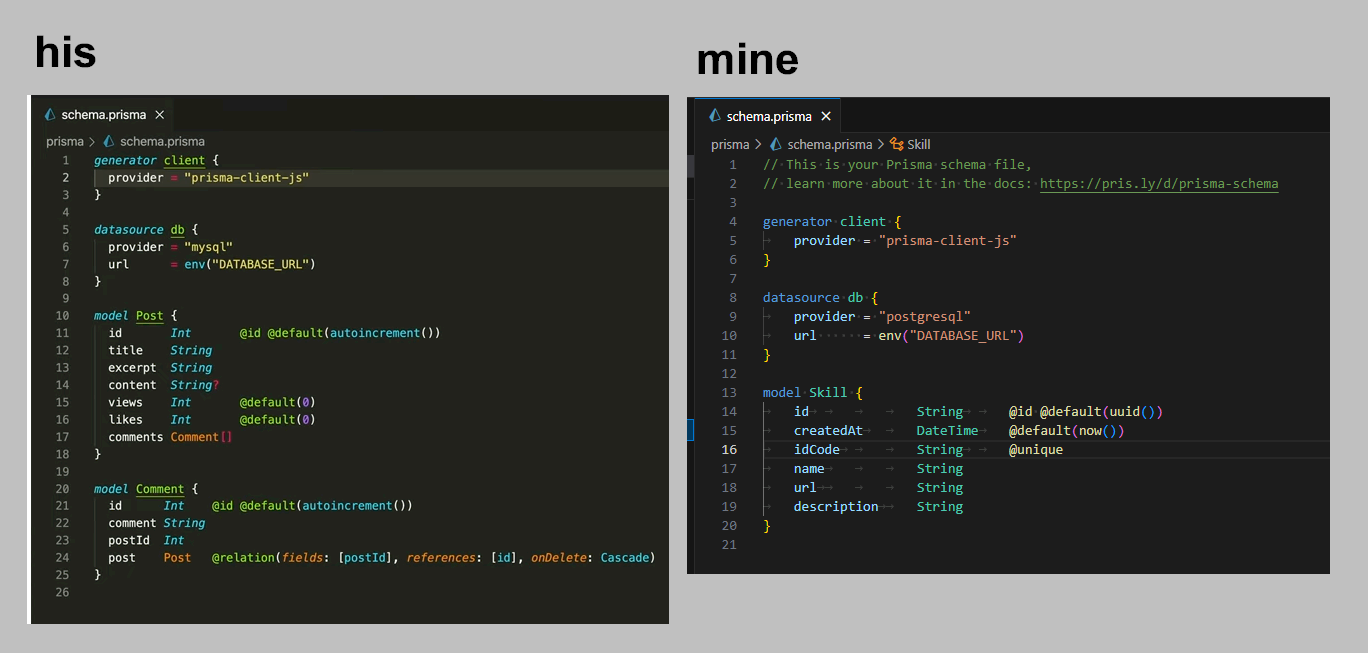 his
schema.prisma ×
prisma > schema.prisma
1 generator client {
2 provider = "prisma-client-js"
3 }
4
5 datasource db {
6 provider = "mysql"
7 url = env("DATABASE_URL")
8 }
9
10 model Post {
11 id Int @id @default(autoincrement())
12 title String
13 excerpt String
14 content String?
15 views Int @default(0)
16 likes Int @default(0)
17 comments Comment[]
18 }
19
20 model Comment {
21 id Int @id @default(autoincrement())
22 comment String
23 postId Int
24 post Post @relation(fields: [postId], references: [id], onDelete: Cascade)
25 }
26
mine
schema.prisma ×
prisma > schema.prisma > Skill
1 // This is your Prisma schema file,
2 // learn more about it in the docs: https://pris.ly/d/prisma-schema
3
4 generator client {
5 provider = "prisma-client-js"
6 }
7
8 datasource db {
9 provider = "postgresql"
10 url = env("DATABASE_URL")
11 }
12
13 model Skill {
14 id String @id @default(uuid())
15 createdAt DateTime @default(now())
16 idCode String @unique
17 name String
18 url String
19 description String
20 }
21